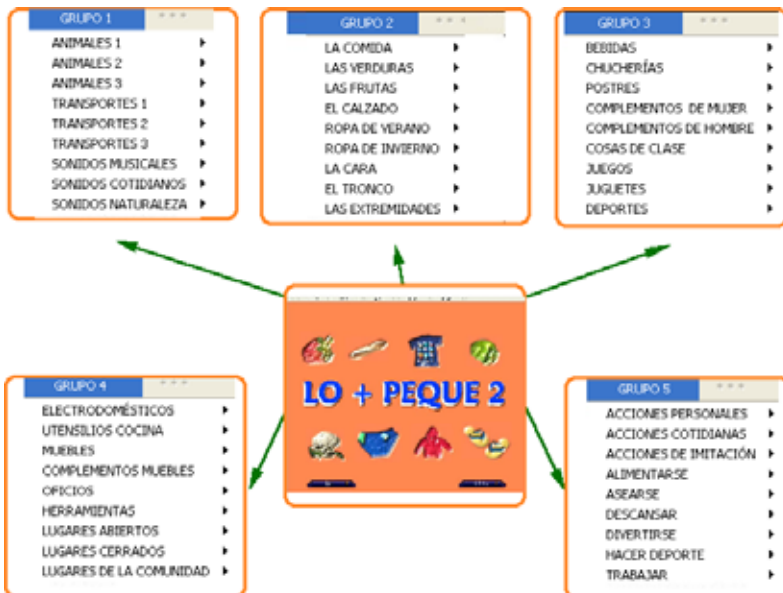 GRUPO 1
ANIMALES 1
ANIMALES 2
ANIMALES 3
TRANSPORTES 1
TRANSPORTES 2
TRANSPORTES 3
SONIDOS MUSICALES
SONIDOS COTIDIANOS
SONIDOS NATURALEZA
GRUPO 2
LA COMIDA
LAS VERDURAS
LAS FRUTAS
EL CALZADO
ROPA DE VERANO
ROPA DE INVIERNO
LA CARA
EL TRONCO
LAS EXTREMIDADES
GRUPO 3
BEBIDAS
CHUCHERÍAS
POSTRES
COMPLEMENTOS DE MUJER
COMPLEMENTOS DE HOMBRE
COSAS DE CLASE
JUEGOS
JUGUETES
DEPORTES
LO + PEQUE 2
GRUPO 4
ELECTRODOMÉSTICOS
UTENSILIOS COCINA
MUEBLES
COMPLEMENTOS MUEBLES
OFICIOS
HERRAMIENTAS
LUGARES ABIERTOS
LUGARES CERRADOS
LUGARES DE LA COMUNIDAD
GRUPO 5
ACCIONES PERSONALES
ACCIONES COTIDIANAS
ACCIONES DE IMITACIÓN
ALIMENTARSE
ASEARSE
DESCANSAR
DIVERTIRSE
HACER DEPORTE
TRABAJAR